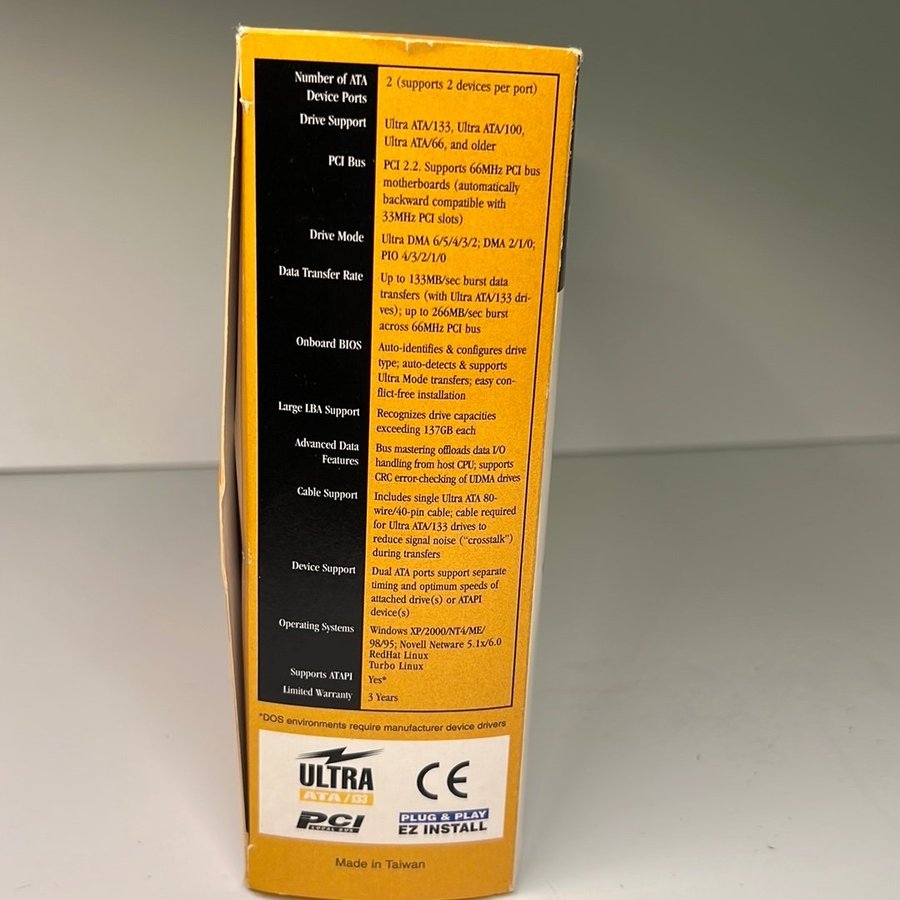 Number of ATA
Device Ports
2 (supports 2 devices per port)
Drive Support
Ultra ATA/133, Ultra ATA/100,
Ultra ATA/66, and older
PCI Bus
PCI 2.2. Supports 66MHz PCI bus
motherboards (automatically
backward compatible with
33MHz PCI slots)
Drive Mode
Ultra DMA 6/5/4/3/2; DMA 2/1/0;
PIO 4/3/2/1/0
Data Transfer Rate
Up to 133MB/sec burst data
transfers (with Ultra ATA/133 dri-
ves); up to 266MB/sec burst
across 66MHz PCI bus
Onboard BIOS
Auto-identifies & configures drive
type; auto-detects & supports
Ultra Mode transfers; easy con-
flict-free installation
Large LBA Support
Recognizes drive capacities
exceeding 137GB each
Advanced Data
Features
Bus mastering offloads data I/O
handling from host CPU; supports
CRC error-checking of UDMA drives
Cable Support
Includes single Ultra ATA 80-
wire/40-pin cable; cable required
for Ultra ATA/133 drives to
reduce signal noise ("crosstalk")
during transfers
Device Support
Dual ATA ports support separate
timing and optimum speeds of
attached drive(s) or ATAPI
device(s)
Operating Systems
Windows XP/2000/NT4/ME/
98/95; Novell Netware 5.1x/6.0
RedHat Linux
Turbo Linux
Supports ATAPI
Yes*
Limited Warranty
3 Years
*DOS environments require manufacturer device drivers
ULTRA
ATA/133
CE
PCI
LOCAL BUS
PLUG & PLAY
EZ INSTALL
Made in Taiwan